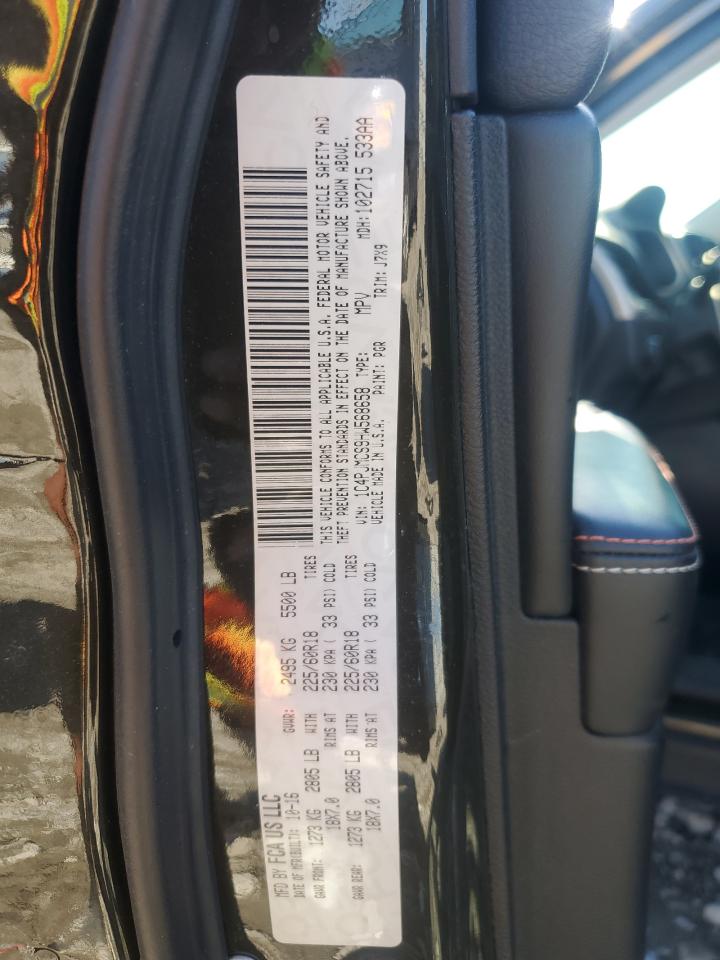 MFD BY FCA US LLC
DATE OF MFR(BUILT): 10-16 GVWR: 2495 KG 5500 LB
GAWR FRONT: 1273 KG 2805 LB WITH 225/60R18 TIRES
18X7.0 RIMS AT 230 KPA ( 33 PSI) COLD
GAWR REAR: 1273 KG 2805 LB WITH 225/60R18 TIRES
18X7.0 RIMS AT 230 KPA ( 33 PSI) COLD
THIS VEHICLE CONFORMS TO ALL APPLICABLE U.S.A. FEDERAL MOTOR VEHICLE SAFETY AND
THEFT PREVENTION STANDARDS IN EFFECT ON THE DATE OF MANUFACTURE SHOWN ABOVE.
VIN: 1C4PJMCS9HW568658 TYPE: MPV MDH: 102715 533AA
VEHICLE MADE IN U.S.A. PAINT: PGR TRIM: J7X9